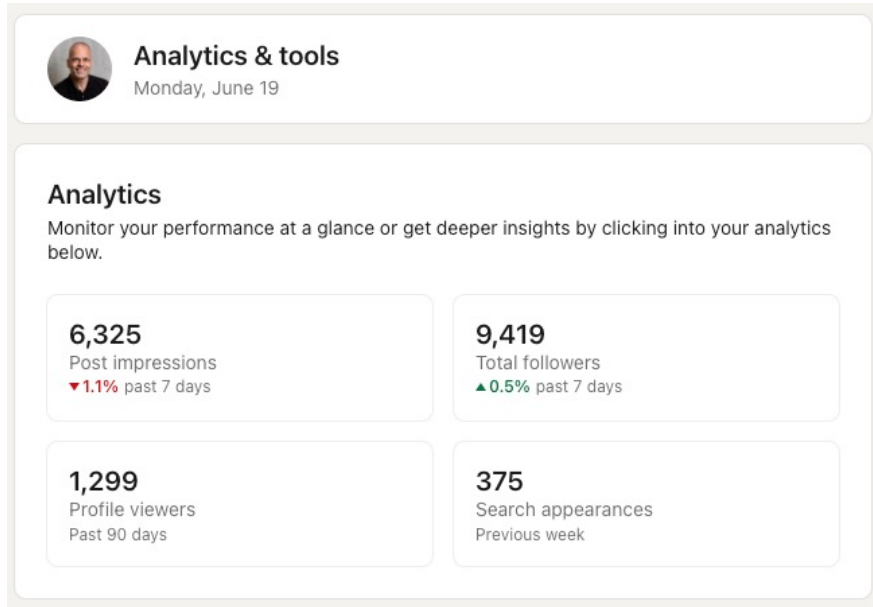 Analytics & tools
Monday, June 19
Analytics
Monitor your performance at a glance or get deeper insights by clicking into your analytics
below.
6,325
Post impressions
▼1.1% past 7 days
9,419
Total followers
▲0.5% past 7 days
1,299
Profile viewers
Past 90 days
375
Search appearances
Previous week